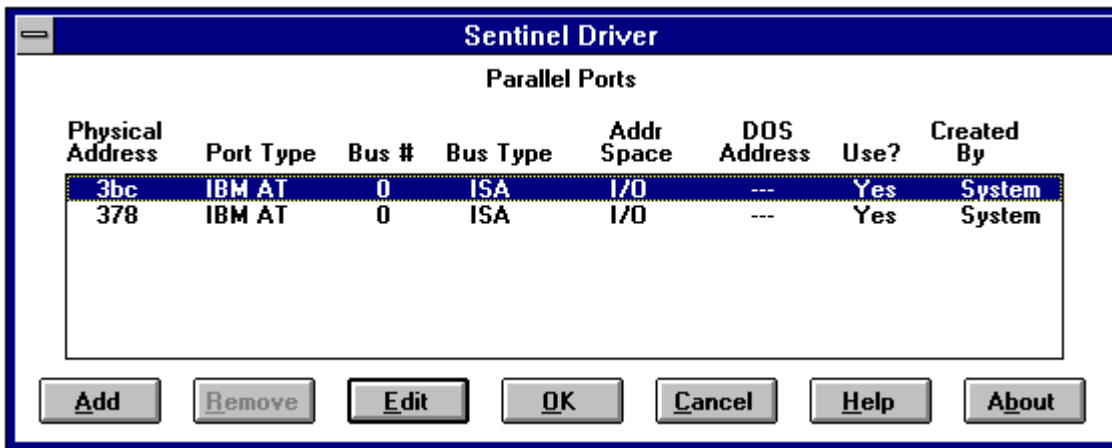 Sentinel Driver
Parallel Ports
Physical Address Port Type Bus # Bus Type Addr Space DOS Address Use? Created By
3bc IBM AT 0 ISA I/O --- Yes System
378 IBM AT 0 ISA I/O --- Yes System
Add Remove Edit OK Cancel Help About